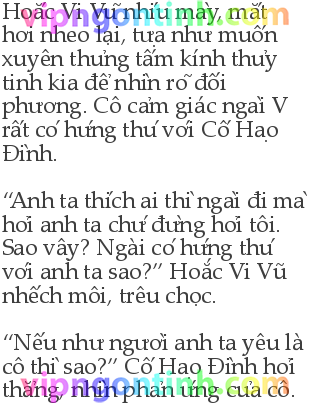 vipngontinh.com
Hoắc Vi Vũ nhíu mày, mắt
hơi nheo lại, tựa như muốn
xuyên thủng tấm kính thuỷ
tinh kia để nhìn rõ đối
phương. Cô cảm giác ngài V
rất có hứng thú với Cố Hạo
Đình.
“Anh ta thích ai thì ngài đi mà
hỏi anh ta chứ đừng hỏi tôi.
Sao vậy? Ngài có hứng thú
với anh ta sao?” Hoắc Vi Vũ
nhếch môi, trêu chọc.
“Nếu như người anh ta yêu là
cô thì sao?” Cố Hạo Đình hỏi
thẳng, nhìn phản ứng của cô.
vipngontinh.com